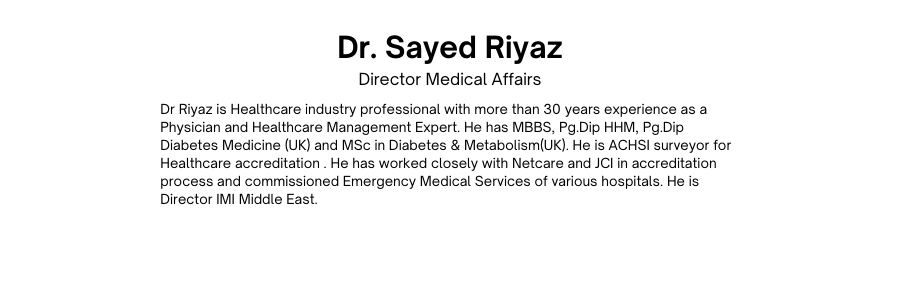 Dr. Sayed Riyaz
Director Medical Affairs
Dr Riyaz is Healthcare industry professional with more than 30 years experience as a
Physician and Healthcare Management Expert. He has MBBS, Pg.Dip HHM, Pg.Dip
Diabetes Medicine (UK) and MSc in Diabetes & Metabolism(UK). He is ACHSI surveyor for
Healthcare accreditation . He has worked closely with Netcare and JCI in accreditation
process and commissioned Emergency Medical Services of various hospitals. He is
Director IMI Middle East.